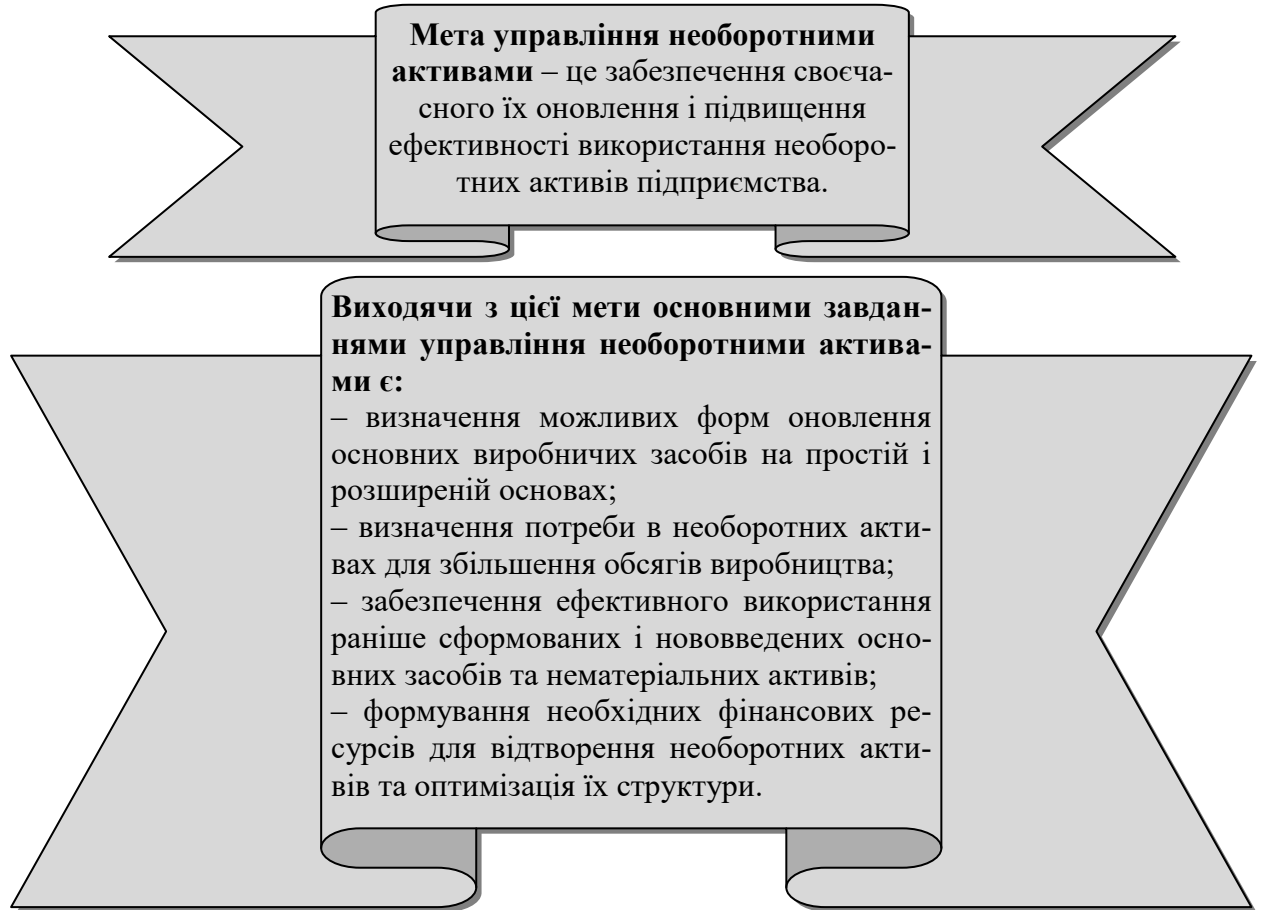 Мета управління необоротними
активами – це забезпечення своєча-
сного їх оновлення і підвищення
ефективності використання необоро-
тних активів підприємства.
Виходячи з цієї мети основними завдан-
нями управління необоротними актива-
ми є:
– визначення можливих форм оновлення
основних виробничих засобів на простій і
розширеній основах;
– визначення потреби в необоротних акти-
вах для збільшення обсягів виробництва;
– забезпечення ефективного використання
раніше сформованих і нововведених осно-
вних засобів та нематеріальних активів;
– формування необхідних фінансових ре-
сурсів для відтворення необоротних акти-
вів та оптимізація їх структури.